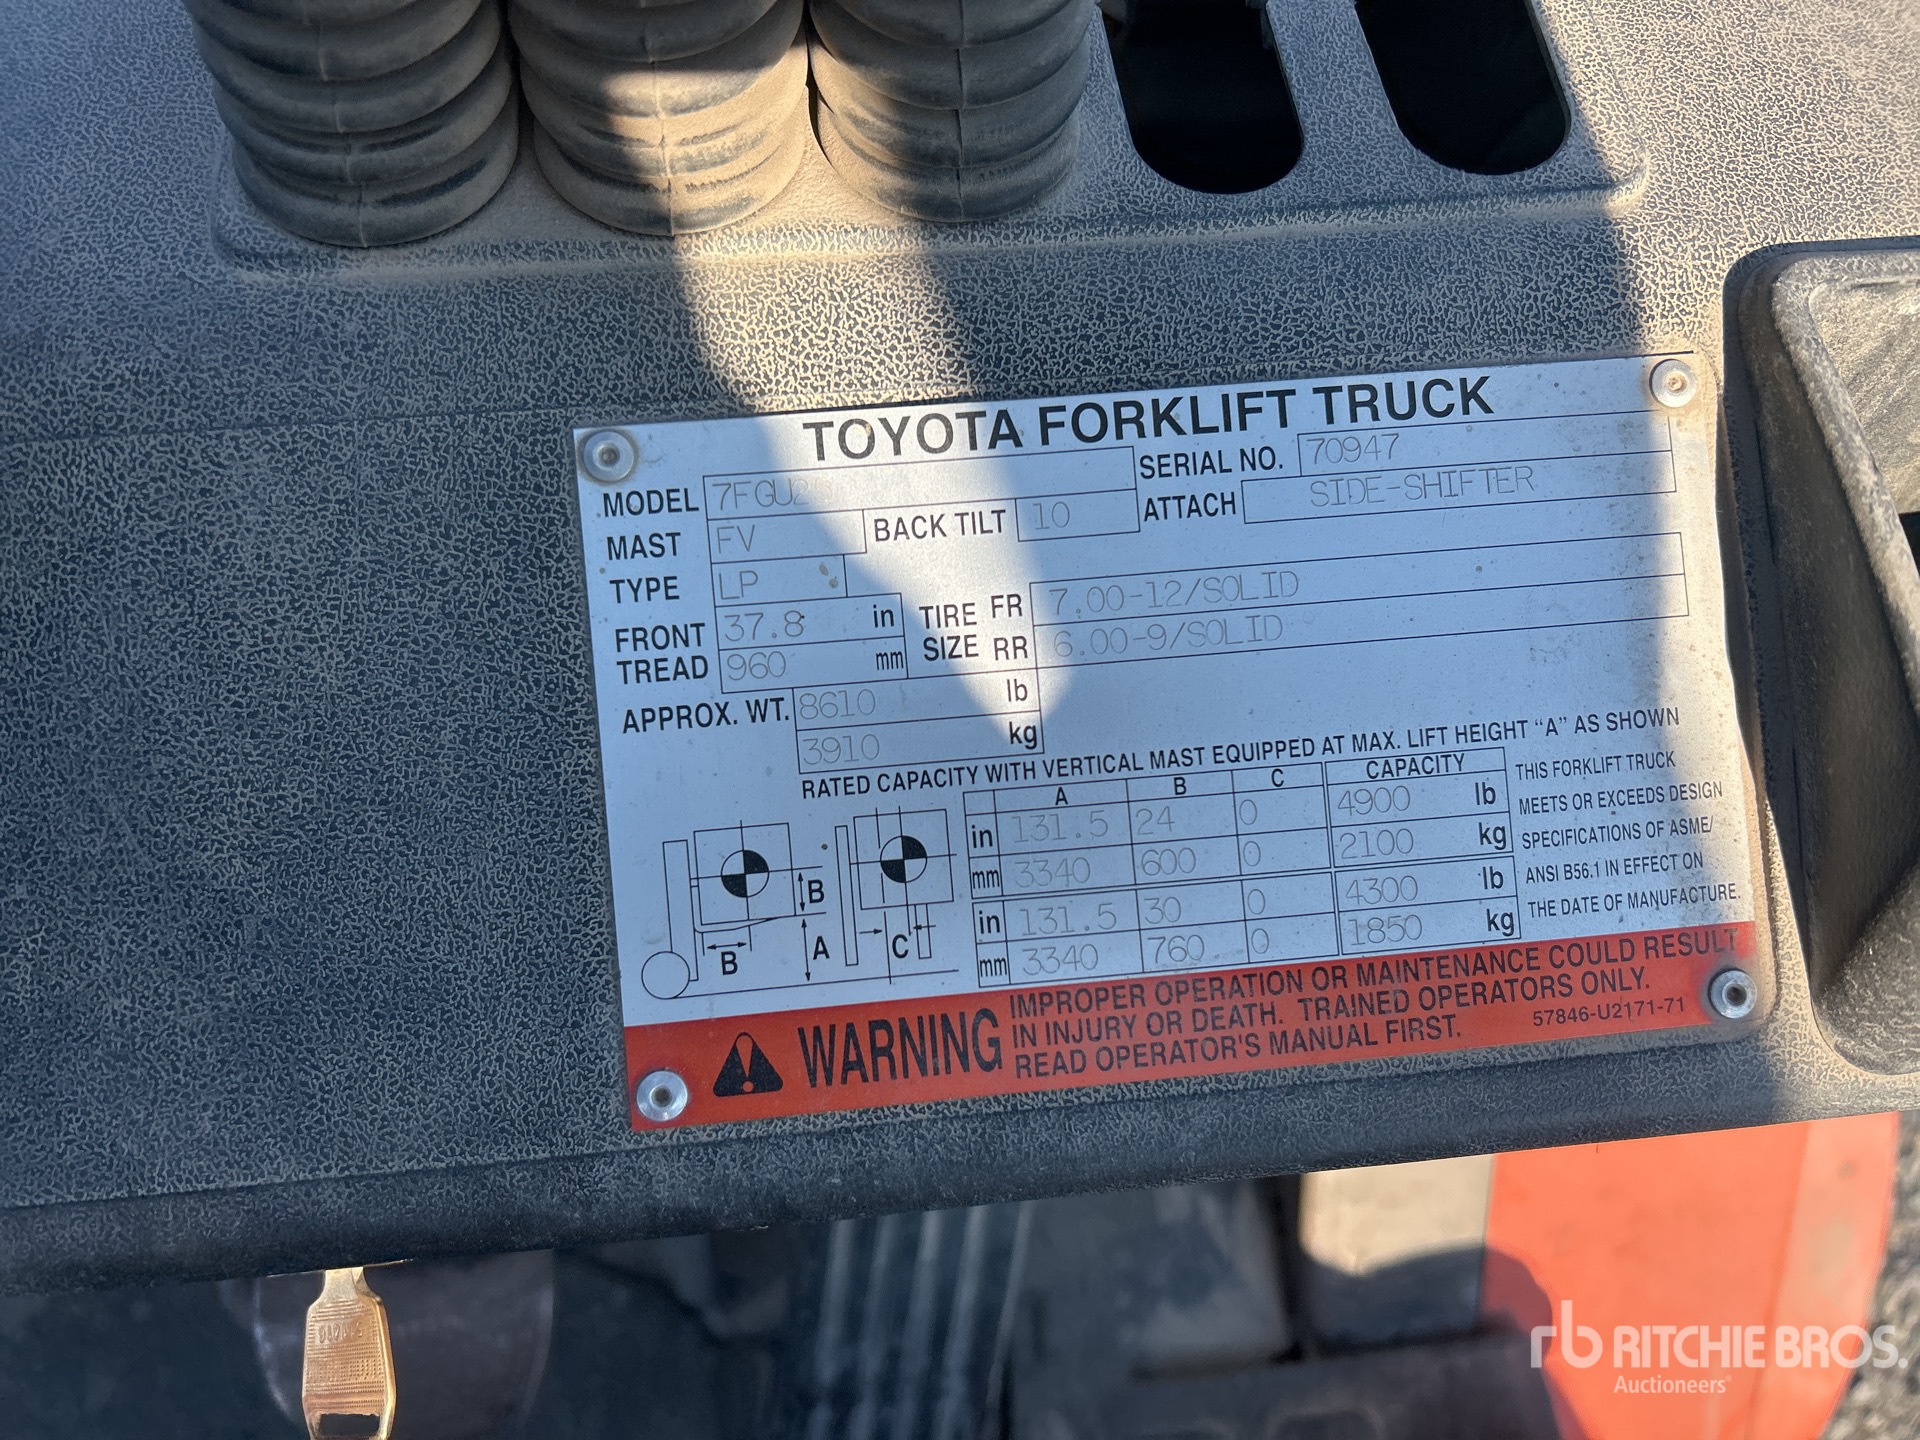 TOYOTA FORKLIFT TRUCK
MODEL 7FGU25 SERIAL NO. 70947
MAST FV BACK TILT 10 ATTACH SIDE-SHIFTER
TYPE LP
FRONT TREAD 37.8 in TIRE SIZE FR 7.00-12/SOLID
960 mm RR 6.00-9/SOLID
APPROX. WT. 8610 lb
3910 kg
RATED CAPACITY WITH VERTICAL MAST EQUIPPED AT MAX. LIFT HEIGHT "A" AS SHOWN
A B C CAPACITY
in 131.5 24 0 4900 lb
mm 3340 600 0 2100 kg
in 131.5 30 0 4300 lb
mm 3340 760 0 1850 kg
B
B
A
C
THIS FORKLIFT TRUCK
MEETS OR EXCEEDS DESIGN
SPECIFICATIONS OF ASME/
ANSI B56.1 IN EFFECT ON
THE DATE OF MANUFACTURE.
WARNING
IMPROPER OPERATION OR MAINTENANCE COULD RESULT
IN INJURY OR DEATH. TRAINED OPERATORS ONLY.
READ OPERATOR'S MANUAL FIRST.
57846-U2171-71
rb RITCHIE BROS.
Auctioneers